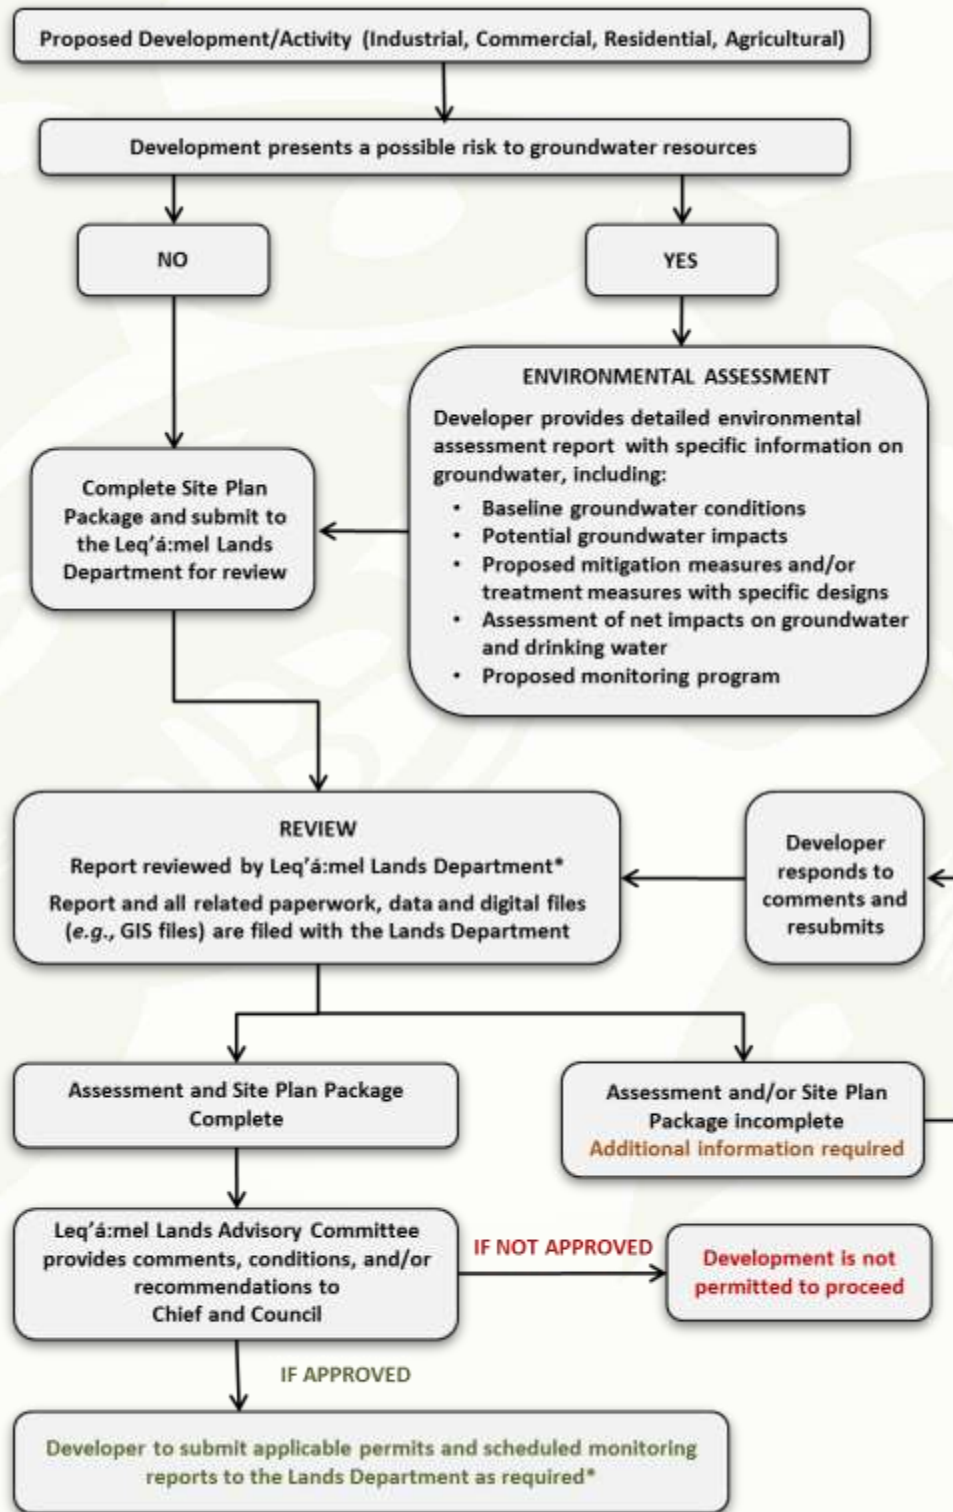 Proposed Development/Activity (Industrial, Commercial, Residential, Agricultural)
Development presents a possible risk to groundwater resources
NO
YES
ENVIRONMENTAL ASSESSMENT
Developer provides detailed environmental
assessment report with specific information on
groundwater, including:
• Baseline groundwater conditions
• Potential groundwater impacts
• Proposed mitigation measures and/or
treatment measures with specific designs
• Assessment of net impacts on groundwater
and drinking water
• Proposed monitoring program
Complete Site Plan
Package and submit to
the Leq’á:mel Lands
Department for review
REVIEW
Report reviewed by Leq’á:mel Lands Department*
Report and all related paperwork, data and digital files
(e.g., GIS files) are filed with the Lands Department
Developer
responds to
comments and
resubmits
Assessment and Site Plan Package
Complete
Assessment and/or Site Plan
Package incomplete
Additional information required
Leq’á:mel Lands Advisory Committee
provides comments, conditions, and/or
recommendations to
Chief and Council
IF NOT APPROVED
Development is not
permitted to proceed
IF APPROVED
Developer to submit applicable permits and scheduled monitoring
reports to the Lands Department as required*